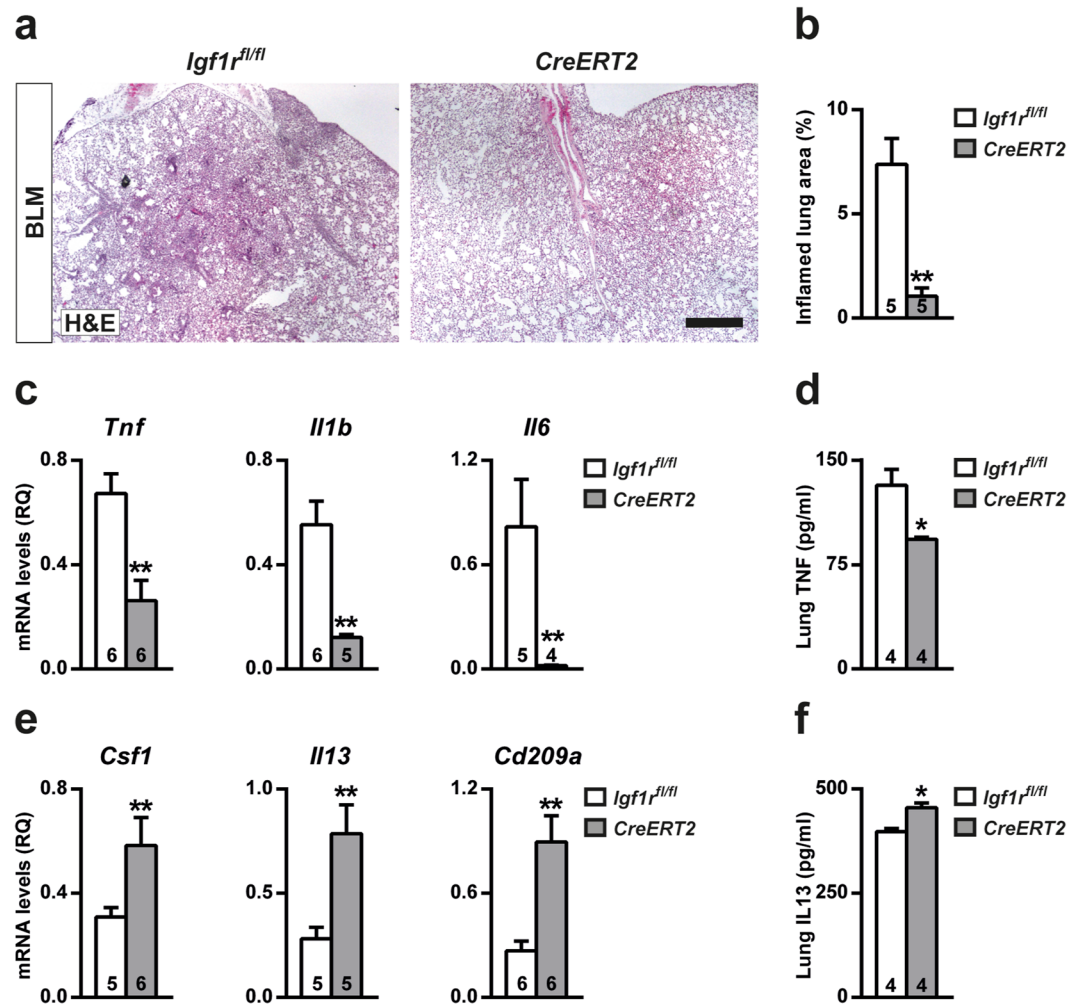 a
Igf1r^fl/fl
CreERT2
BLM
H&E
b
Inflamed lung area (%)
10
5
0
5
5
**
Igf1r^fl/fl
CreERT2
c
mRNA levels (RQ)
Tnf
0.8
0.4
0.0
6
6
**
Il1b
0.8
0.4
0.0
6
5
**
Il6
1.2
0.6
0.0
5
4
**
Igf1r^fl/fl
CreERT2
d
Lung TNF (pg/ml)
150
75
0
4
4
*
Igf1r^fl/fl
CreERT2
e
mRNA levels (RQ)
Csf1
0.8
0.4
0.0
5
6
**
Il13
1.0
0.5
0.0
5
5
**
Cd209a
1.2
0.6
0.0
6
6
**
Igf1r^fl/fl
CreERT2
f
Lung IL13 (pg/ml)
500
250
0
4
4
*
Igf1r^fl/fl
CreERT2